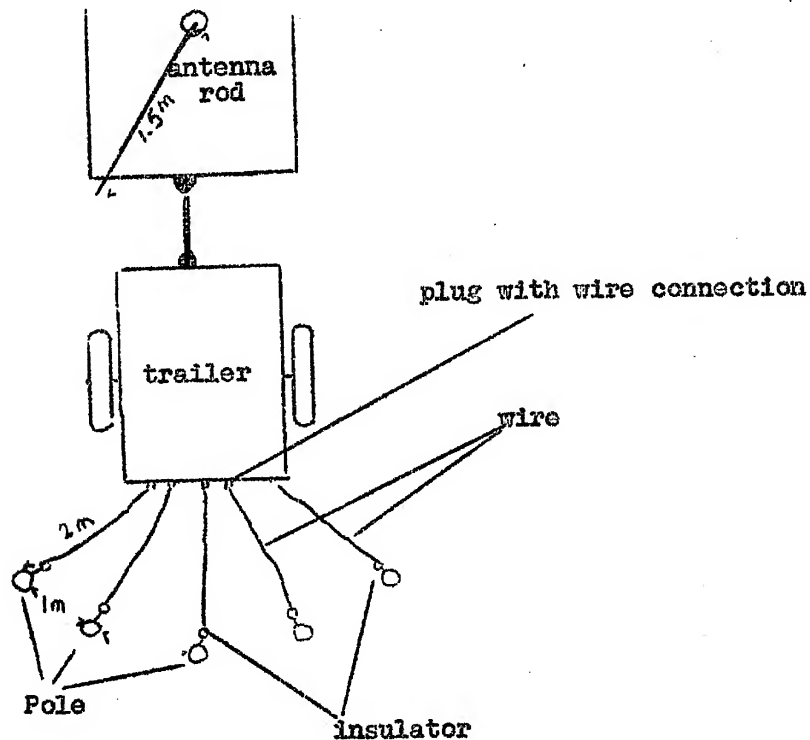 antenna
rod
1.5m
plug with wire connection
trailer
wire
2m
1m
Pole
insulator